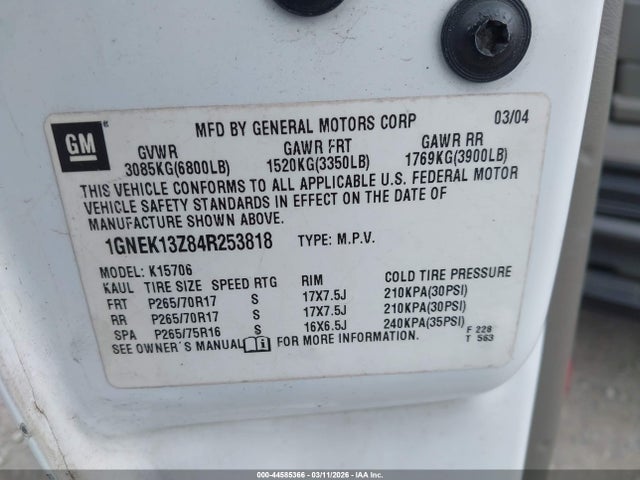 GM
MFD BY GENERAL MOTORS CORP 03/04
GVWR GAWR FRT GAWR RR
3085KG(6800LB) 1520KG(3350LB) 1769KG(3900LB)
THIS VEHICLE CONFORMS TO ALL APPLICABLE U.S. FEDERAL MOTOR
VEHICLE SAFETY STANDARDS IN EFFECT ON THE DATE OF
MANUFACTURE SHOWN ABOVE.
1GNEK13Z84R253818 TYPE: M.P.V.
MODEL: K15706
KAUL TIRE SIZE SPEED RTG RIM COLD TIRE PRESSURE
FRT P265/70R17 S 17X7.5J 210KPA(30PSI)
RR P265/70R17 S 17X7.5J 210KPA(30PSI)
SPA P265/75R16 S 16X6.5J 240KPA(35PSI)
SEE OWNER'S MANUAL FOR MORE INFORMATION. F 228
T 563
000-44585366 - 03/11/2026 - IAA Inc.